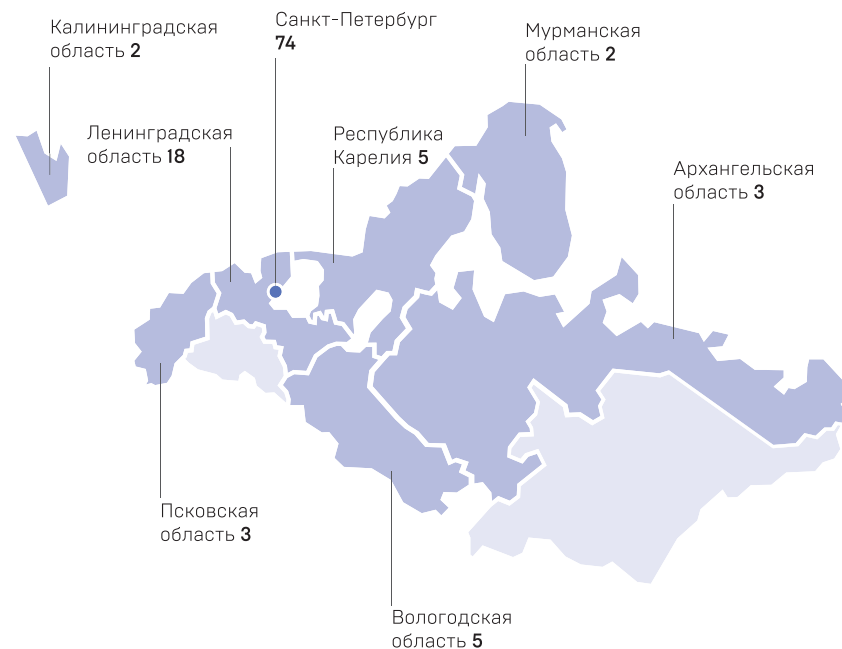 Калининградская
область 2
Санкт-Петербург
74
Мурманская
область 2
Ленинградская
область 18
Республика
Карелия 5
Архангельская
область 3
Псковская
область 3
Вологодская
область 5